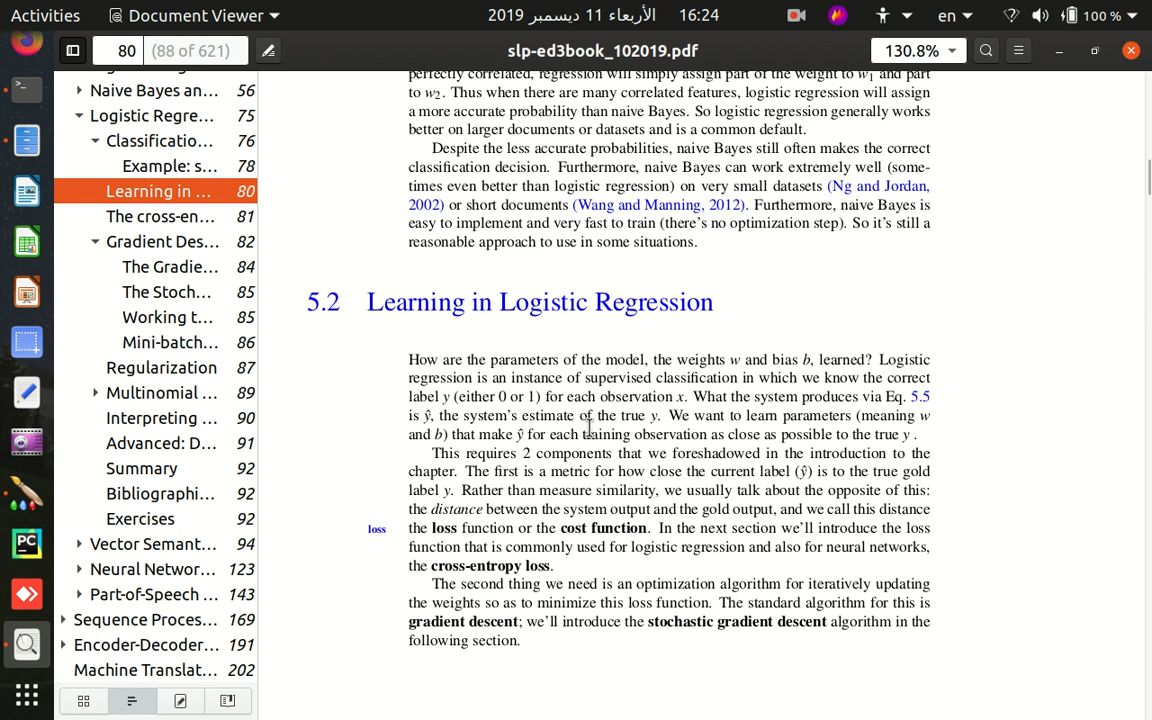 Activities Document Viewer 2019 الأربعاء 11 ديسمبر 16:24 en 100 %
80 (88 of 621) slp-ed3book_102019.pdf 130.8%
Naive Bayes an... 56
Logistic Regre... 75
Classificatio... 76
Example: s... 78
Learning in ... 80
The cross-en... 81
Gradient Des... 82
The Gradie... 84
The Stoch... 85
Working t... 85
Mini-batch... 86
Regularization 87
Multinomial ... 89
Interpreting ... 90
Advanced: D... 91
Summary 92
Bibliographi... 92
Exercises 92
Vector Semant... 94
Neural Networ... 123
Part-of-Speech ... 143
Sequence Proces... 169
Encoder-Decoder... 191
Machine Translat... 202
perfectly correlated, regression will simply assign part of the weight to w1 and part
to w2. Thus when there are many correlated features, logistic regression will assign
a more accurate probability than naive Bayes. So logistic regression generally works
better on larger documents or datasets and is a common default.
Despite the less accurate probabilities, naive Bayes still often makes the correct
classification decision. Furthermore, naive Bayes can work extremely well (some-
times even better than logistic regression) on very small datasets (Ng and Jordan,
2002) or short documents (Wang and Manning, 2012). Furthermore, naive Bayes is
easy to implement and very fast to train (there's no optimization step). So it's still a
reasonable approach to use in some situations.
5.2 Learning in Logistic Regression
How are the parameters of the model, the weights w and bias b, learned? Logistic
regression is an instance of supervised classification in which we know the correct
label y (either 0 or 1) for each observation x. What the system produces via Eq. 5.5
is ŷ, the system's estimate of the true y. We want to learn parameters (meaning w
and b) that make ŷ for each training observation as close as possible to the true y .
This requires 2 components that we foreshadowed in the introduction to the
chapter. The first is a metric for how close the current label (ŷ) is to the true gold
label y. Rather than measure similarity, we usually talk about the opposite of this:
the distance between the system output and the gold output, and we call this distance
loss the loss function or the cost function. In the next section we'll introduce the loss
function that is commonly used for logistic regression and also for neural networks,
the cross-entropy loss.
The second thing we need is an optimization algorithm for iteratively updating
the weights so as to minimize this loss function. The standard algorithm for this is
gradient descent; we'll introduce the stochastic gradient descent algorithm in the
following section.
PC